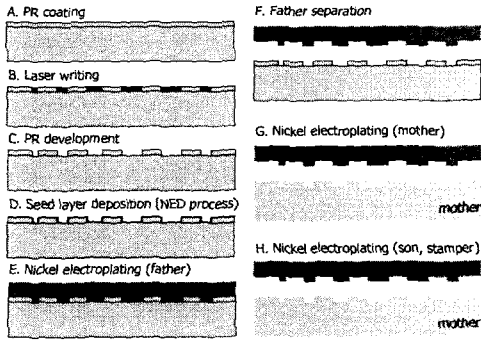 A. PR coating
B. Laser writing
C. PR development
D. Seed layer deposition (NED process)
E. Nickel electroplating (father)
F. Father separation
G. Nickel electroplating (mother)
mother
H. Nickel electroplating (son, stamper)
mother